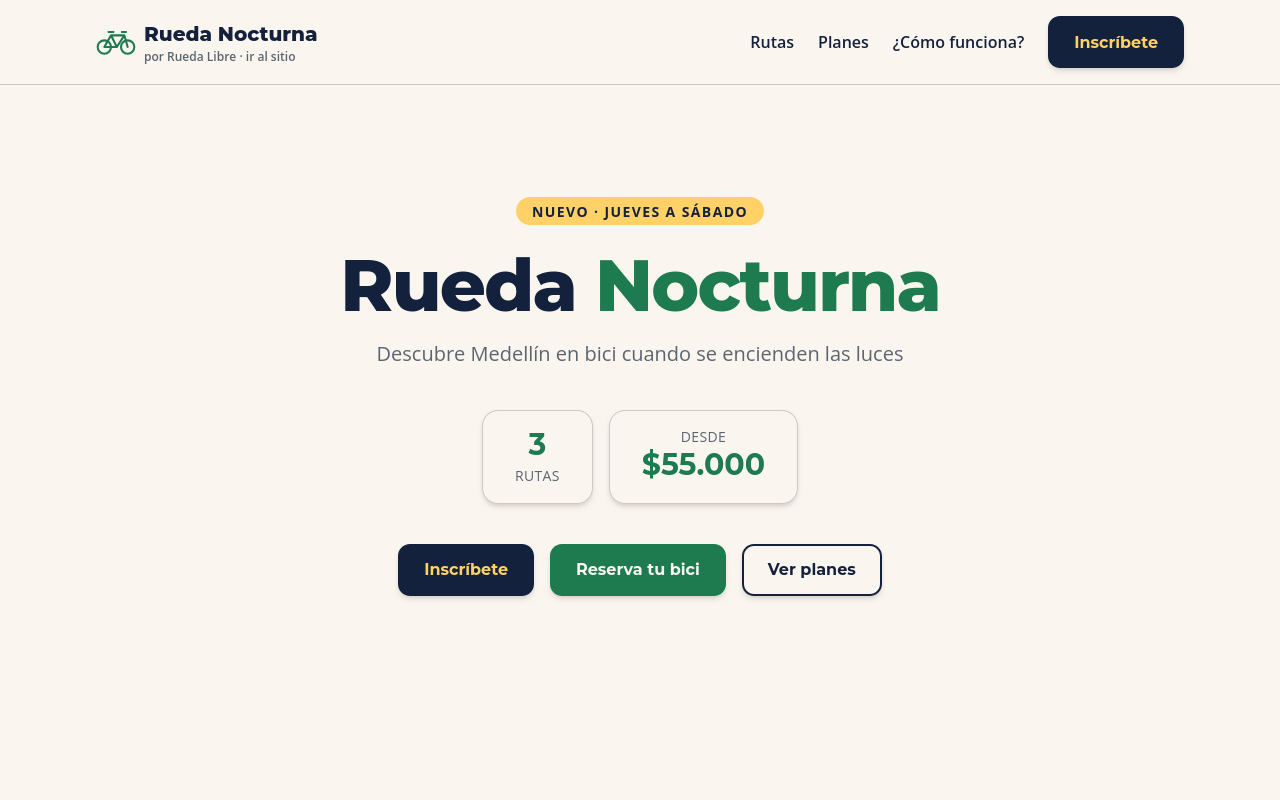 Rueda Nocturna
por Rueda Libre · ir al sitio
Rutas
Planes
¿Cómo funciona?
Inscríbete
NUEVO · JUEVES A SÁBADO
Rueda Nocturna
Descubre Medellín en bici cuando se encienden las luces
3
RUTAS
DESDE
$55.000
Inscríbete
Reserva tu bici
Ver planes